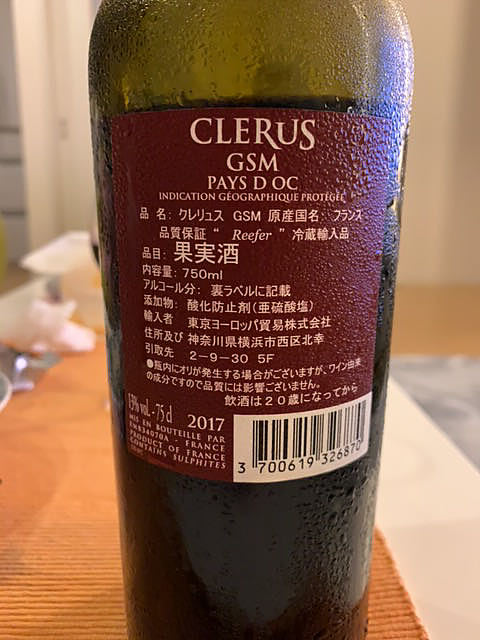 CLERUS
GSM
PAYS D OC
INDICATION GÉOGRAPHIQUE PROTÉGÉE
品 名: クレリュス GSM 原産国名: フランス
品質保証 “ Reefer ” 冷蔵輸入品
品目: 果実酒
内容量: 750ml
アルコール分: 裏ラベルに記載
添加物: 酸化防止剤(亜硫酸塩)
輸入者 東京ヨーロッパ貿易株式会社
住所及び 神奈川県横浜市西区北幸
引取先 2-9-30 5F
●瓶内にオリが発生する場合がございますが、ワイン由来
の成分ですので品質には影響ございません。
飲酒は20歳になってから
13% vol. - 75 cl 2017
MIS EN BOUTEILLE PAR
EMB34070A - FRANCE
PRODUCT OF FRANCE
CONTAINS SULPHITES
3 700619 326870